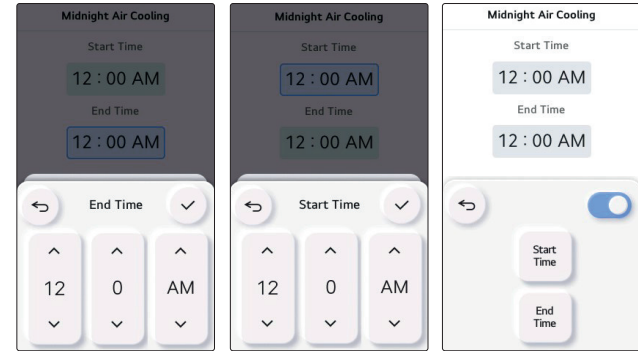 Midnight Air Cooling
Start Time
12 : 00 AM
End Time
12 : 00 AM
End Time
12
0
AM
Midnight Air Cooling
Start Time
12 : 00 AM
End Time
12 : 00 AM
Start Time
12
0
AM
Midnight Air Cooling
Start Time
12 : 00 AM
End Time
12 : 00 AM
Start
Time
End
Time